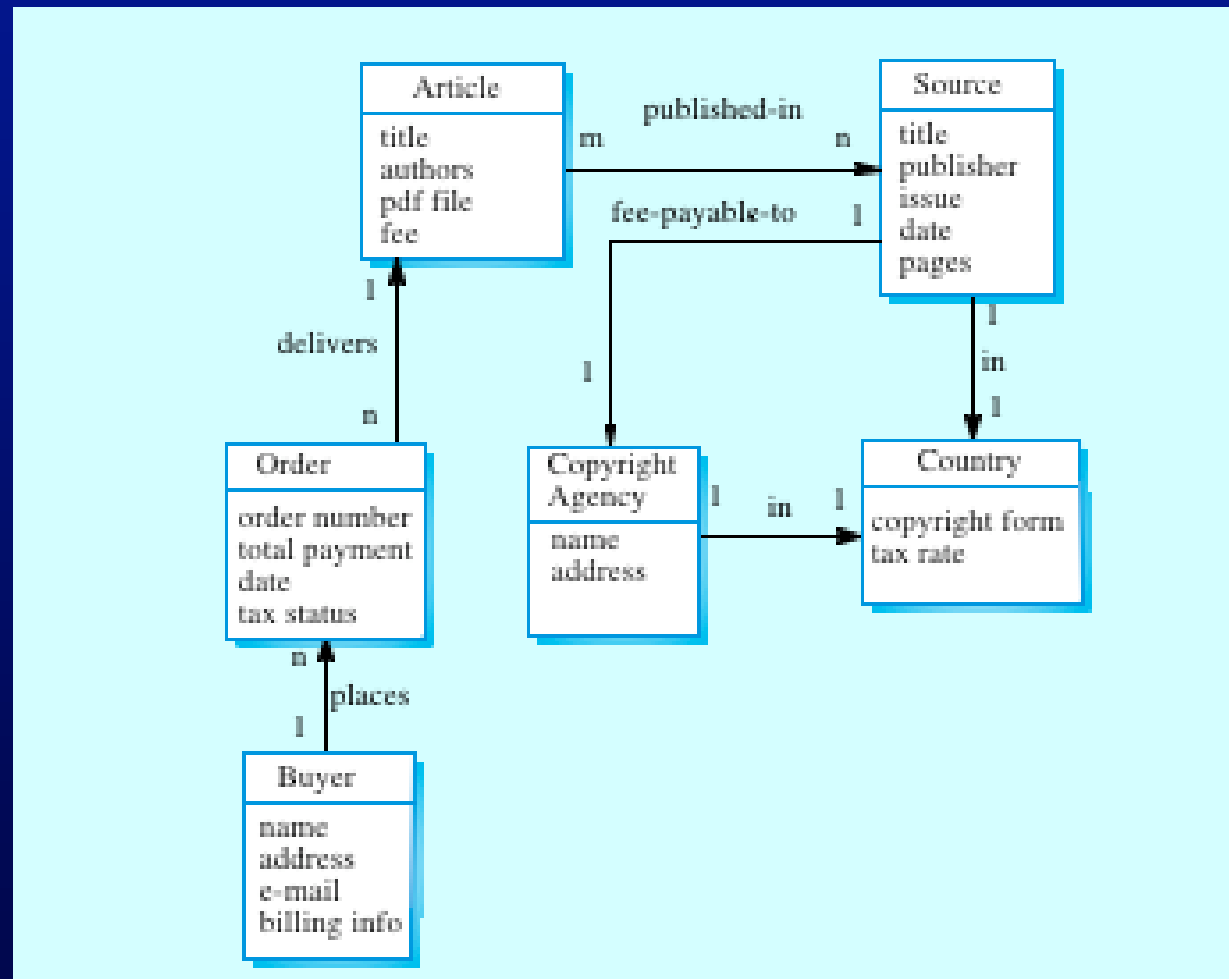 Article
title
authors
pdf file
fee
published-in
m
n
Source
title
publisher
issue
date
pages
fee-payable-to
1
1
1
in
1
1
delivers
n
Order
order number
total payment
date
tax status
Copyright
Agency
name
address
1
in
1
Country
copyright form
tax rate
n
places
1
Buyer
name
address
e-mail
billing info